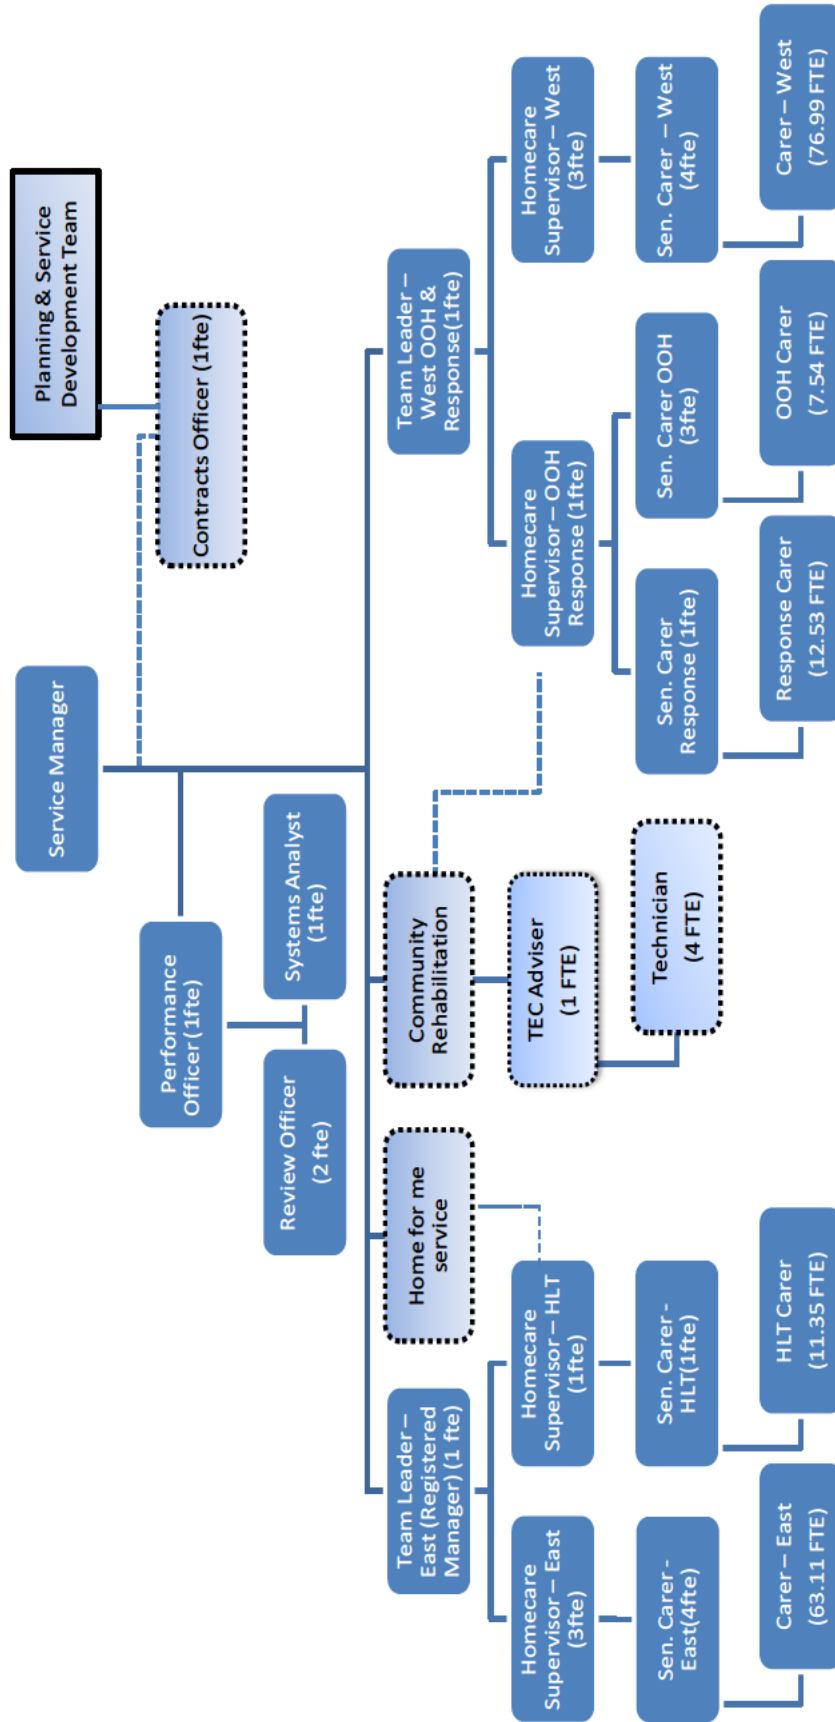 Planning & Service
Development Team
Service Manager
Contracts Officer (1fte)
Performance
Officer (1fte)
Review Officer
(2 fte)
Systems Analyst
(1fte)
Team Leader –
East (Registered
Manager) (1 fte)
Home for me
service
Community
Rehabilitation
Team Leader –
West OOH &
Response(1fte)
Homecare
Supervisor – East
(3fte)
Homecare
Supervisor – HLT
(1fte)
TEC Adviser
(1 FTE)
Homecare
Supervisor – OOH
Response (1fte)
Homecare
Supervisor – West
(3fte)
Sen. Carer -
East(4fte)
Sen. Carer -
HLT(1fte)
Technician
(4 FTE)
Sen. Carer
Response (1fte)
Sen. Carer OOH
(3fte)
Sen. Carer – West
(4fte)
Carer – East
(63.11 FTE)
HLT Carer
(11.35 FTE)
Response Carer
(12.53 FTE)
OOH Carer
(7.54 FTE)
Carer – West
(76.99 FTE)